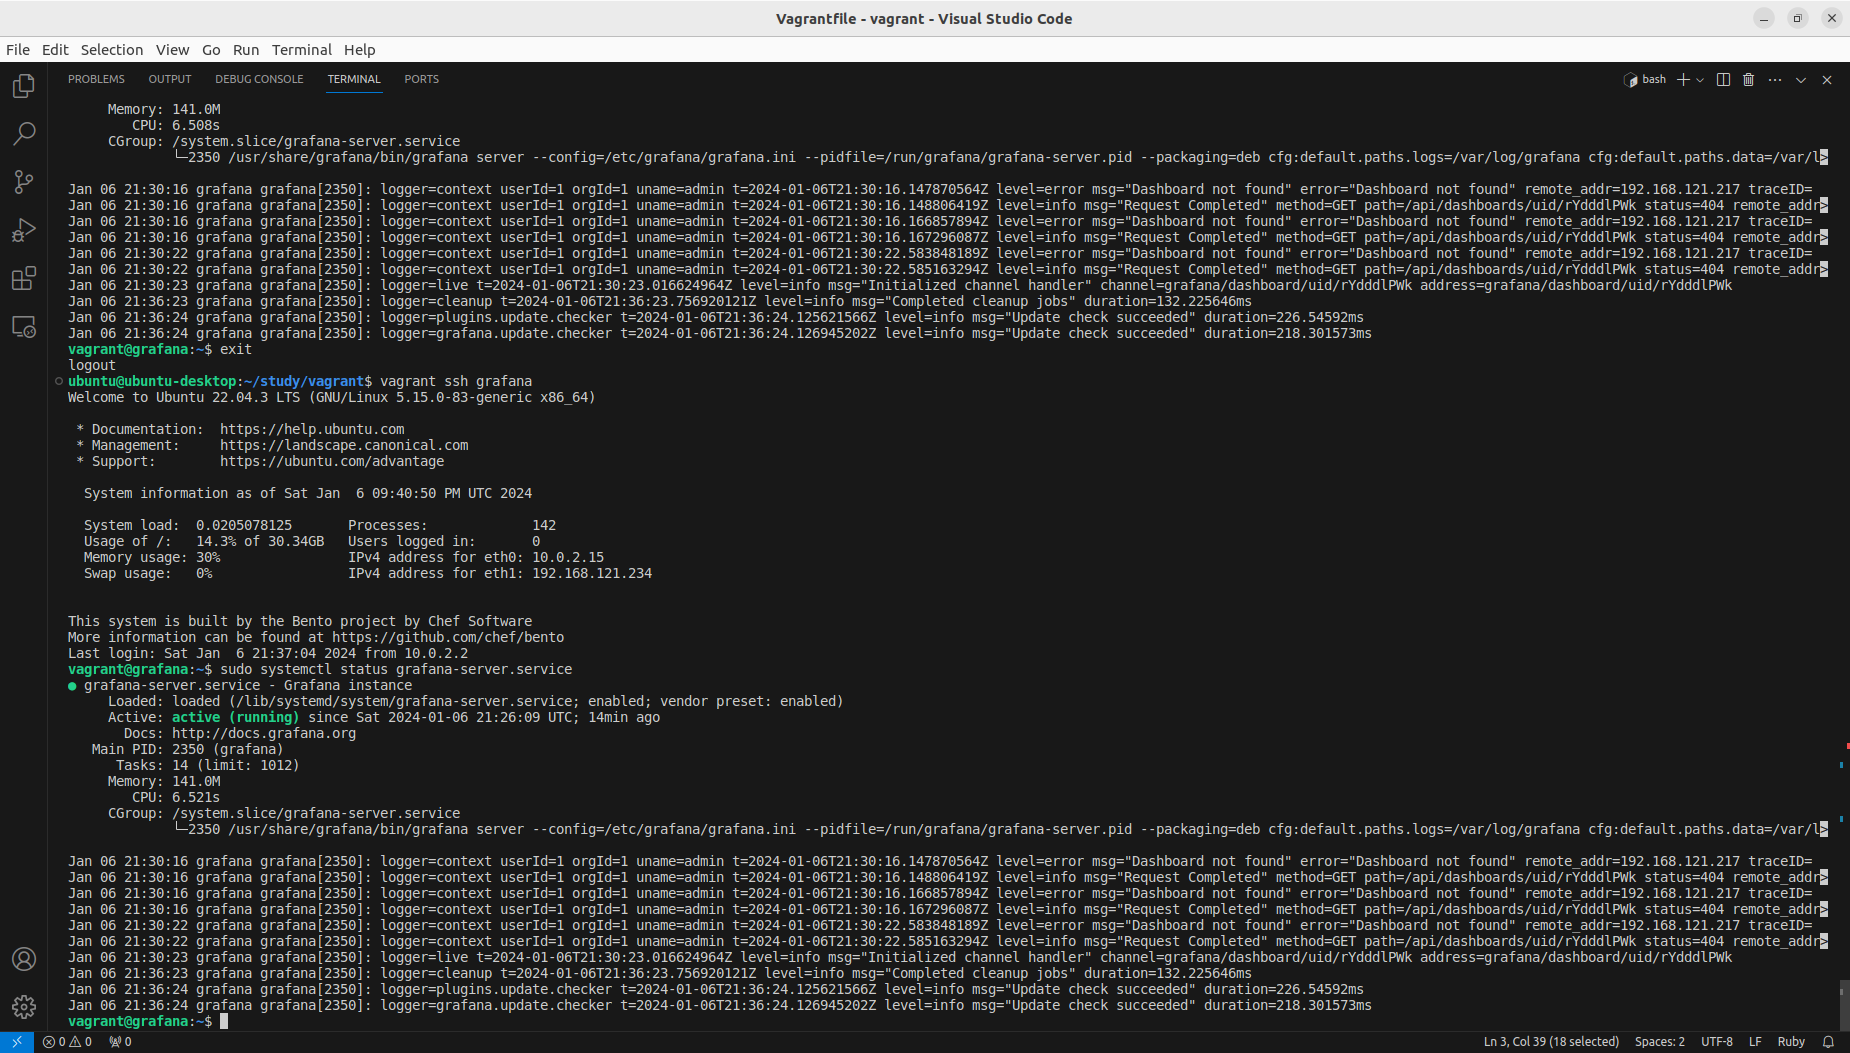 Vagrantfile - vagrant - Visual Studio Code
File Edit Selection View Go Run Terminal Help
PROBLEMS OUTPUT DEBUG CONSOLE TERMINAL PORTS
bash
Memory: 141.0M
CPU: 6.508s
CGroup: /system.slice/grafana-server.service
└─2350 /usr/share/grafana/bin/grafana server --config=/etc/grafana/grafana.ini --pidfile=/run/grafana/grafana-server.pid --packaging=deb cfg:default.paths.logs=/var/log/grafana cfg:default.paths.data=/var/l>
Jan 06 21:30:16 grafana grafana[2350]: logger=context userId=1 orgId=1 uname=admin t=2024-01-06T21:30:16.147870564Z level=error msg="Dashboard not found" error="Dashboard not found" remote_addr=192.168.121.217 traceID=
Jan 06 21:30:16 grafana grafana[2350]: logger=context userId=1 orgId=1 uname=admin t=2024-01-06T21:30:16.148806419Z level=info msg="Request Completed" method=GET path=/api/dashboards/uid/rYdddlPWk status=404 remote_addr>
Jan 06 21:30:16 grafana grafana[2350]: logger=context userId=1 orgId=1 uname=admin t=2024-01-06T21:30:16.166857894Z level=error msg="Dashboard not found" error="Dashboard not found" remote_addr=192.168.121.217 traceID=
Jan 06 21:30:16 grafana grafana[2350]: logger=context userId=1 orgId=1 uname=admin t=2024-01-06T21:30:16.167296087Z level=info msg="Request Completed" method=GET path=/api/dashboards/uid/rYdddlPWk status=404 remote_addr>
Jan 06 21:30:22 grafana grafana[2350]: logger=context userId=1 orgId=1 uname=admin t=2024-01-06T21:30:22.583848189Z level=error msg="Dashboard not found" error="Dashboard not found" remote_addr=192.168.121.217 traceID=
Jan 06 21:30:22 grafana grafana[2350]: logger=context userId=1 orgId=1 uname=admin t=2024-01-06T21:30:22.585163294Z level=info msg="Request Completed" method=GET path=/api/dashboards/uid/rYdddlPWk status=404 remote_addr>
Jan 06 21:30:23 grafana grafana[2350]: logger=live t=2024-01-06T21:30:23.016624964Z level=info msg="Initialized channel handler" channel=grafana/dashboard/uid/rYdddlPWk address=grafana/dashboard/uid/rYdddlPWk
Jan 06 21:36:23 grafana grafana[2350]: logger=cleanup t=2024-01-06T21:36:23.756920121Z level=info msg="Completed cleanup jobs" duration=132.225646ms
Jan 06 21:36:24 grafana grafana[2350]: logger=plugins.update.checker t=2024-01-06T21:36:24.125621566Z level=info msg="Update check succeeded" duration=226.54592ms
Jan 06 21:36:24 grafana grafana[2350]: logger=grafana.update.checker t=2024-01-06T21:36:24.126945202Z level=info msg="Update check succeeded" duration=218.301573ms
vagrant@grafana:~$ exit
logout
ubuntu@ubuntu-desktop:~/study/vagrant$ vagrant ssh grafana
Welcome to Ubuntu 22.04.3 LTS (GNU/Linux 5.15.0-83-generic x86_64)
* Documentation: https://help.ubuntu.com
* Management: https://landscape.canonical.com
* Support: https://ubuntu.com/advantage
System information as of Sat Jan 6 09:40:50 PM UTC 2024
System load: 0.0205078125 Processes: 142
Usage of /: 14.3% of 30.34GB Users logged in: 0
Memory usage: 30% IPv4 address for eth0: 10.0.2.15
Swap usage: 0% IPv4 address for eth1: 192.168.121.234
This system is built by the Bento project by Chef Software
More information can be found at https://github.com/chef/bento
Last login: Sat Jan 6 21:37:04 2024 from 10.0.2.2
vagrant@grafana:~$ sudo systemctl status grafana-server.service
● grafana-server.service - Grafana instance
Loaded: loaded (/lib/systemd/system/grafana-server.service; enabled; vendor preset: enabled)
Active: active (running) since Sat 2024-01-06 21:26:09 UTC; 14min ago
Docs: http://docs.grafana.org
Main PID: 2350 (grafana)
Tasks: 14 (limit: 1012)
Memory: 141.0M
CPU: 6.521s
CGroup: /system.slice/grafana-server.service
└─2350 /usr/share/grafana/bin/grafana server --config=/etc/grafana/grafana.ini --pidfile=/run/grafana/grafana-server.pid --packaging=deb cfg:default.paths.logs=/var/log/grafana cfg:default.paths.data=/var/l>
Jan 06 21:30:16 grafana grafana[2350]: logger=context userId=1 orgId=1 uname=admin t=2024-01-06T21:30:16.147870564Z level=error msg="Dashboard not found" error="Dashboard not found" remote_addr=192.168.121.217 traceID=
Jan 06 21:30:16 grafana grafana[2350]: logger=context userId=1 orgId=1 uname=admin t=2024-01-06T21:30:16.148806419Z level=info msg="Request Completed" method=GET path=/api/dashboards/uid/rYdddlPWk status=404 remote_addr>
Jan 06 21:30:16 grafana grafana[2350]: logger=context userId=1 orgId=1 uname=admin t=2024-01-06T21:30:16.166857894Z level=error msg="Dashboard not found" error="Dashboard not found" remote_addr=192.168.121.217 traceID=
Jan 06 21:30:16 grafana grafana[2350]: logger=context userId=1 orgId=1 uname=admin t=2024-01-06T21:30:16.167296087Z level=info msg="Request Completed" method=GET path=/api/dashboards/uid/rYdddlPWk status=404 remote_addr>
Jan 06 21:30:22 grafana grafana[2350]: logger=context userId=1 orgId=1 uname=admin t=2024-01-06T21:30:22.583848189Z level=error msg="Dashboard not found" error="Dashboard not found" remote_addr=192.168.121.217 traceID=
Jan 06 21:30:22 grafana grafana[2350]: logger=context userId=1 orgId=1 uname=admin t=2024-01-06T21:30:22.585163294Z level=info msg="Request Completed" method=GET path=/api/dashboards/uid/rYdddlPWk status=404 remote_addr>
Jan 06 21:30:23 grafana grafana[2350]: logger=live t=2024-01-06T21:30:23.016624964Z level=info msg="Initialized channel handler" channel=grafana/dashboard/uid/rYdddlPWk address=grafana/dashboard/uid/rYdddlPWk
Jan 06 21:36:23 grafana grafana[2350]: logger=cleanup t=2024-01-06T21:36:23.756920121Z level=info msg="Completed cleanup jobs" duration=132.225646ms
Jan 06 21:36:24 grafana grafana[2350]: logger=plugins.update.checker t=2024-01-06T21:36:24.125621566Z level=info msg="Update check succeeded" duration=226.54592ms
Jan 06 21:36:24 grafana grafana[2350]: logger=grafana.update.checker t=2024-01-06T21:36:24.126945202Z level=info msg="Update check succeeded" duration=218.301573ms
vagrant@grafana:~$
0 0 0 Ln 3, Col 39 (18 selected) Spaces: 2 UTF-8 LF Ruby